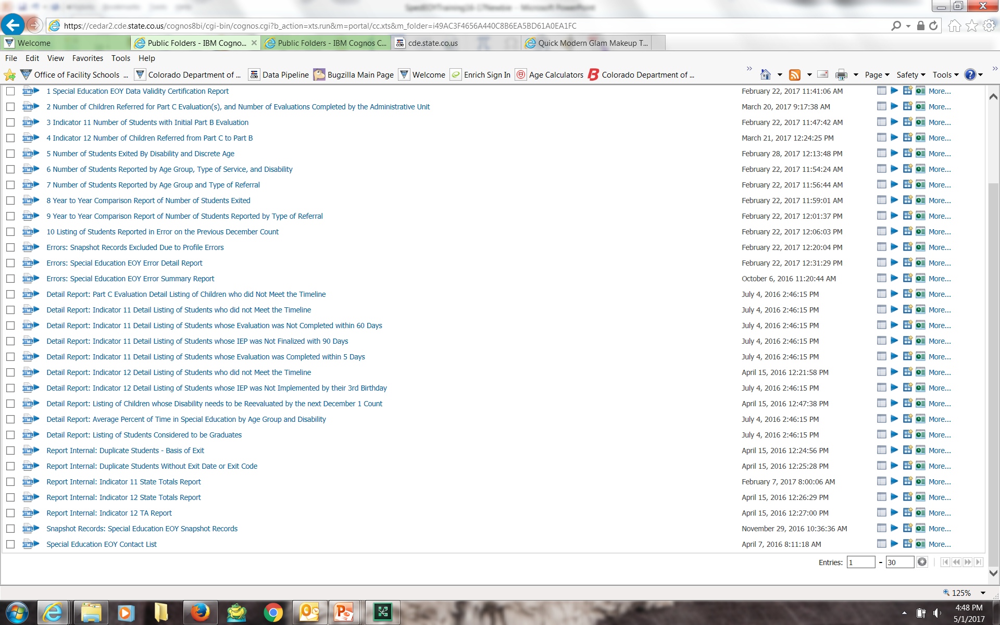 SpedEOYTraining16-17Newbie - Microsoft PowerPoint
https://cedar2.cde.state.co.us/cognos8bi/cgi-bin/cognos.cgi?b_action=xts.run&m=portal/cc.xts&m_folder=i49AC3F4656A440C8B6EA5BD61A0EA1FC
Welcome
Public Folders - IBM Cogno...
Public Folders - IBM Cognos C...
cde.state.co.us
Quick Modern Glam Makeup T...
File Edit View Favorites Tools Help
Office of Facility Schools ... Colorado Department of ... Data Pipeline Bugzilla Main Page Welcome Enrich Sign In Age Calculators Colorado Department of ... Page Safety Tools
1 Special Education EOY Data Validity Certification Report February 22, 2017 11:41:06 AM More...
2 Number of Children Referred for Part C Evaluation(s), and Number of Evaluations Completed by the Administrative Unit March 20, 2017 9:17:38 AM More...
3 Indicator 11 Number of Students with Initial Part B Evaluation February 22, 2017 11:47:42 AM More...
4 Indicator 12 Number of Children Referred from Part C to Part B March 21, 2017 12:24:25 PM More...
5 Number of Students Exited By Disability and Discrete Age February 28, 2017 12:13:48 PM More...
6 Number of Students Reported by Age Group, Type of Service, and Disability February 22, 2017 11:54:24 AM More...
7 Number of Students Reported by Age Group and Type of Referral February 22, 2017 11:56:44 AM More...
8 Year to Year Comparison Report of Number of Students Exited February 22, 2017 11:59:01 AM More...
9 Year to Year Comparison Report of Number of Students Reported by Type of Referral February 22, 2017 12:01:37 PM More...
10 Listing of Students Reported in Error on the Previous December Count February 22, 2017 12:06:03 PM More...
Errors: Snapshot Records Excluded Due to Profile Errors February 22, 2017 12:20:04 PM More...
Errors: Special Education EOY Error Detail Report February 22, 2017 12:31:29 PM More...
Errors: Special Education EOY Error Summary Report October 6, 2016 11:20:44 AM More...
Detail Report: Part C Evaluation Detail Listing of Children who did Not Meet the Timeline July 4, 2016 2:46:15 PM More...
Detail Report: Indicator 11 Detail Listing of Students who did not Meet the Timeline July 4, 2016 2:46:15 PM More...
Detail Report: Indicator 11 Detail Listing of Students whose Evaluation was Not Completed within 60 Days July 4, 2016 2:46:15 PM More...
Detail Report: Indicator 11 Detail Listing of Students whose IEP was Not Finalized with 90 Days July 4, 2016 2:46:15 PM More...
Detail Report: Indicator 11 Detail Listing of Students whose Evaluation was Completed within 5 Days July 4, 2016 2:46:15 PM More...
Detail Report: Indicator 12 Detail Listing of Students who did not Meet the Timeline April 15, 2016 12:21:58 PM More...
Detail Report: Indicator 12 Detail Listing of Students whose IEP was Not Implemented by their 3rd Birthday July 4, 2016 2:46:15 PM More...
Detail Report: Listing of Children whose Disability needs to be Reevaluated by the next December 1 Count April 15, 2016 12:47:38 PM More...
Detail Report: Average Percent of Time in Special Education by Age Group and Disability July 4, 2016 2:46:15 PM More...
Detail Report: Listing of Students Considered to be Graduates July 4, 2016 2:46:15 PM More...
Report Internal: Duplicate Students - Basis of Exit April 15, 2016 12:24:56 PM More...
Report Internal: Duplicate Students Without Exit Date or Exit Code April 15, 2016 12:25:28 PM More...
Report Internal: Indicator 11 State Totals Report February 7, 2017 8:00:06 AM More...
Report Internal: Indicator 12 State Totals Report April 15, 2016 12:26:29 PM More...
Report Internal: Indicator 12 TA Report April 15, 2016 12:27:00 PM More...
Snapshot Records: Special Education EOY Snapshot Records November 29, 2016 10:36:36 AM More...
Special Education EOY Contact List April 7, 2016 8:11:18 AM More...
Entries: 1 - 30
125%
4:48 PM
5/1/2017